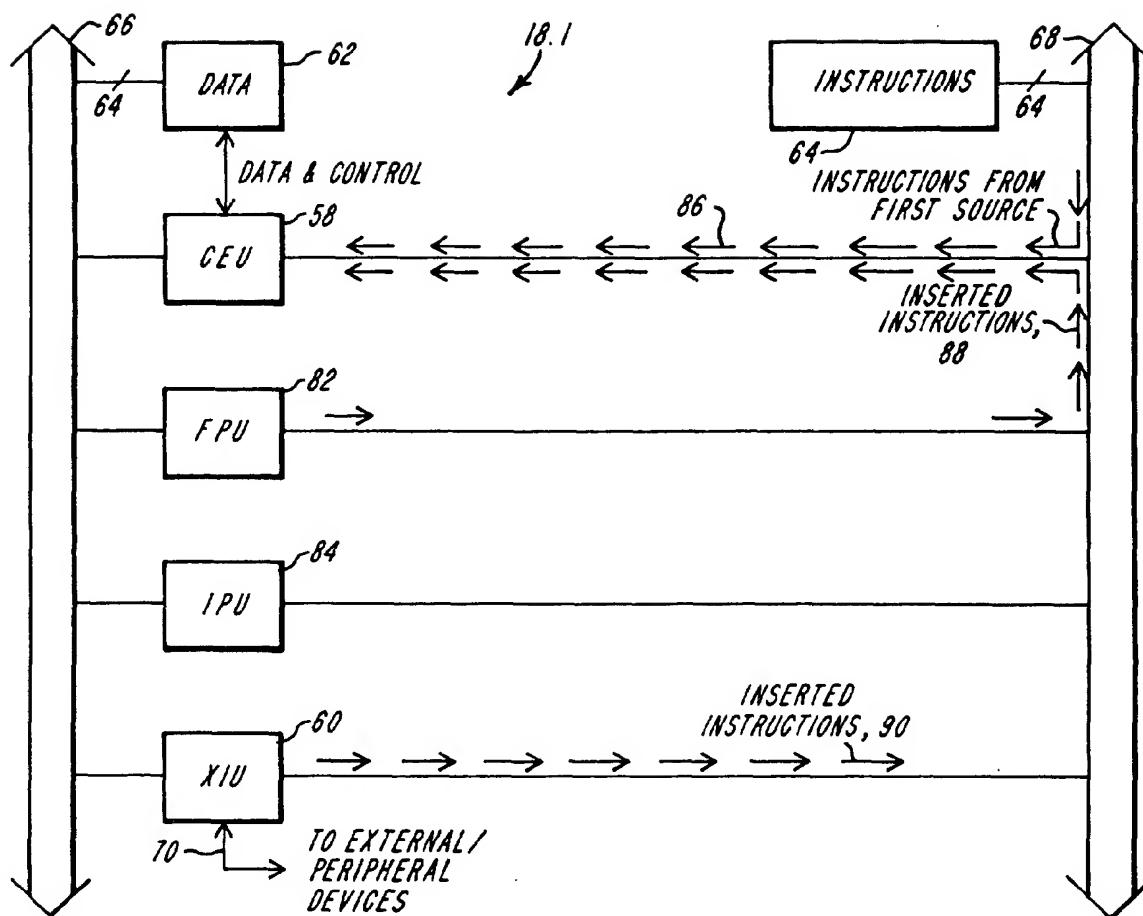 66
62
18.1
68
DATA
INSTRUCTIONS
64
64
64
DATA & CONTROL
INSTRUCTIONS FROM
FIRST SOURCE
58
86
CEU
INSERTED
INSTRUCTIONS,
88
82
FPU
84
IPU
60
INSERTED
INSTRUCTIONS, 90
XIU
70
TO EXTERNAL/
PERIPHERAL
DEVICES